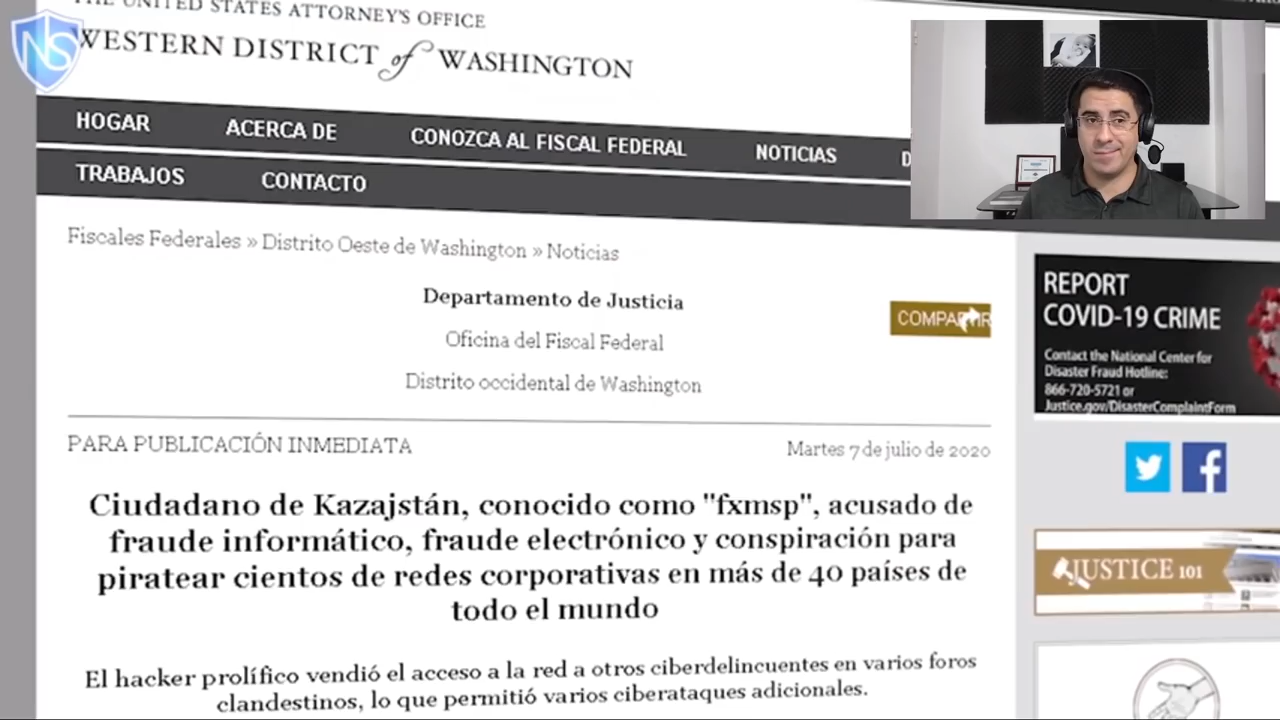 NS
THE UNITED STATES ATTORNEY'S OFFICE
WESTERN DISTRICT of WASHINGTON
HOGAR ACERCA DE CONOZCA AL FISCAL FEDERAL NOTICIAS
TRABAJOS CONTACTO
Fiscales Federales » Distrito Oeste de Washington » Noticias
Departamento de Justicia
COMPARTIR
Oficina del Fiscal Federal
Distrito occidental de Washington
PARA PUBLICACIÓN INMEDIATA
Martes 7 de julio de 2020
Ciudadano de Kazajstán, conocido como "fxmsp", acusado de
fraude informático, fraude electrónico y conspiración para
piratear cientos de redes corporativas en más de 40 países de
todo el mundo
El hacker prolífico vendió el acceso a la red a otros ciberdelincuentes en varios foros
clandestinos, lo que permitió varios ciberataques adicionales.
REPORT
COVID-19 CRIME
Contact the National Center for
Disaster Fraud Hotline:
866-720-5721 or
Justice.gov/DisasterComplaintForm
JUSTICE 101